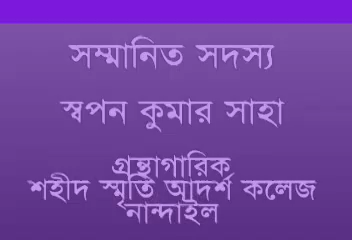 সম্মানিত সদস্য
স্বপন কুমার সাহা
গ্রন্থাগারিক
শহীদ স্মৃতি আদর্শ কলেজ
নান্দাইল